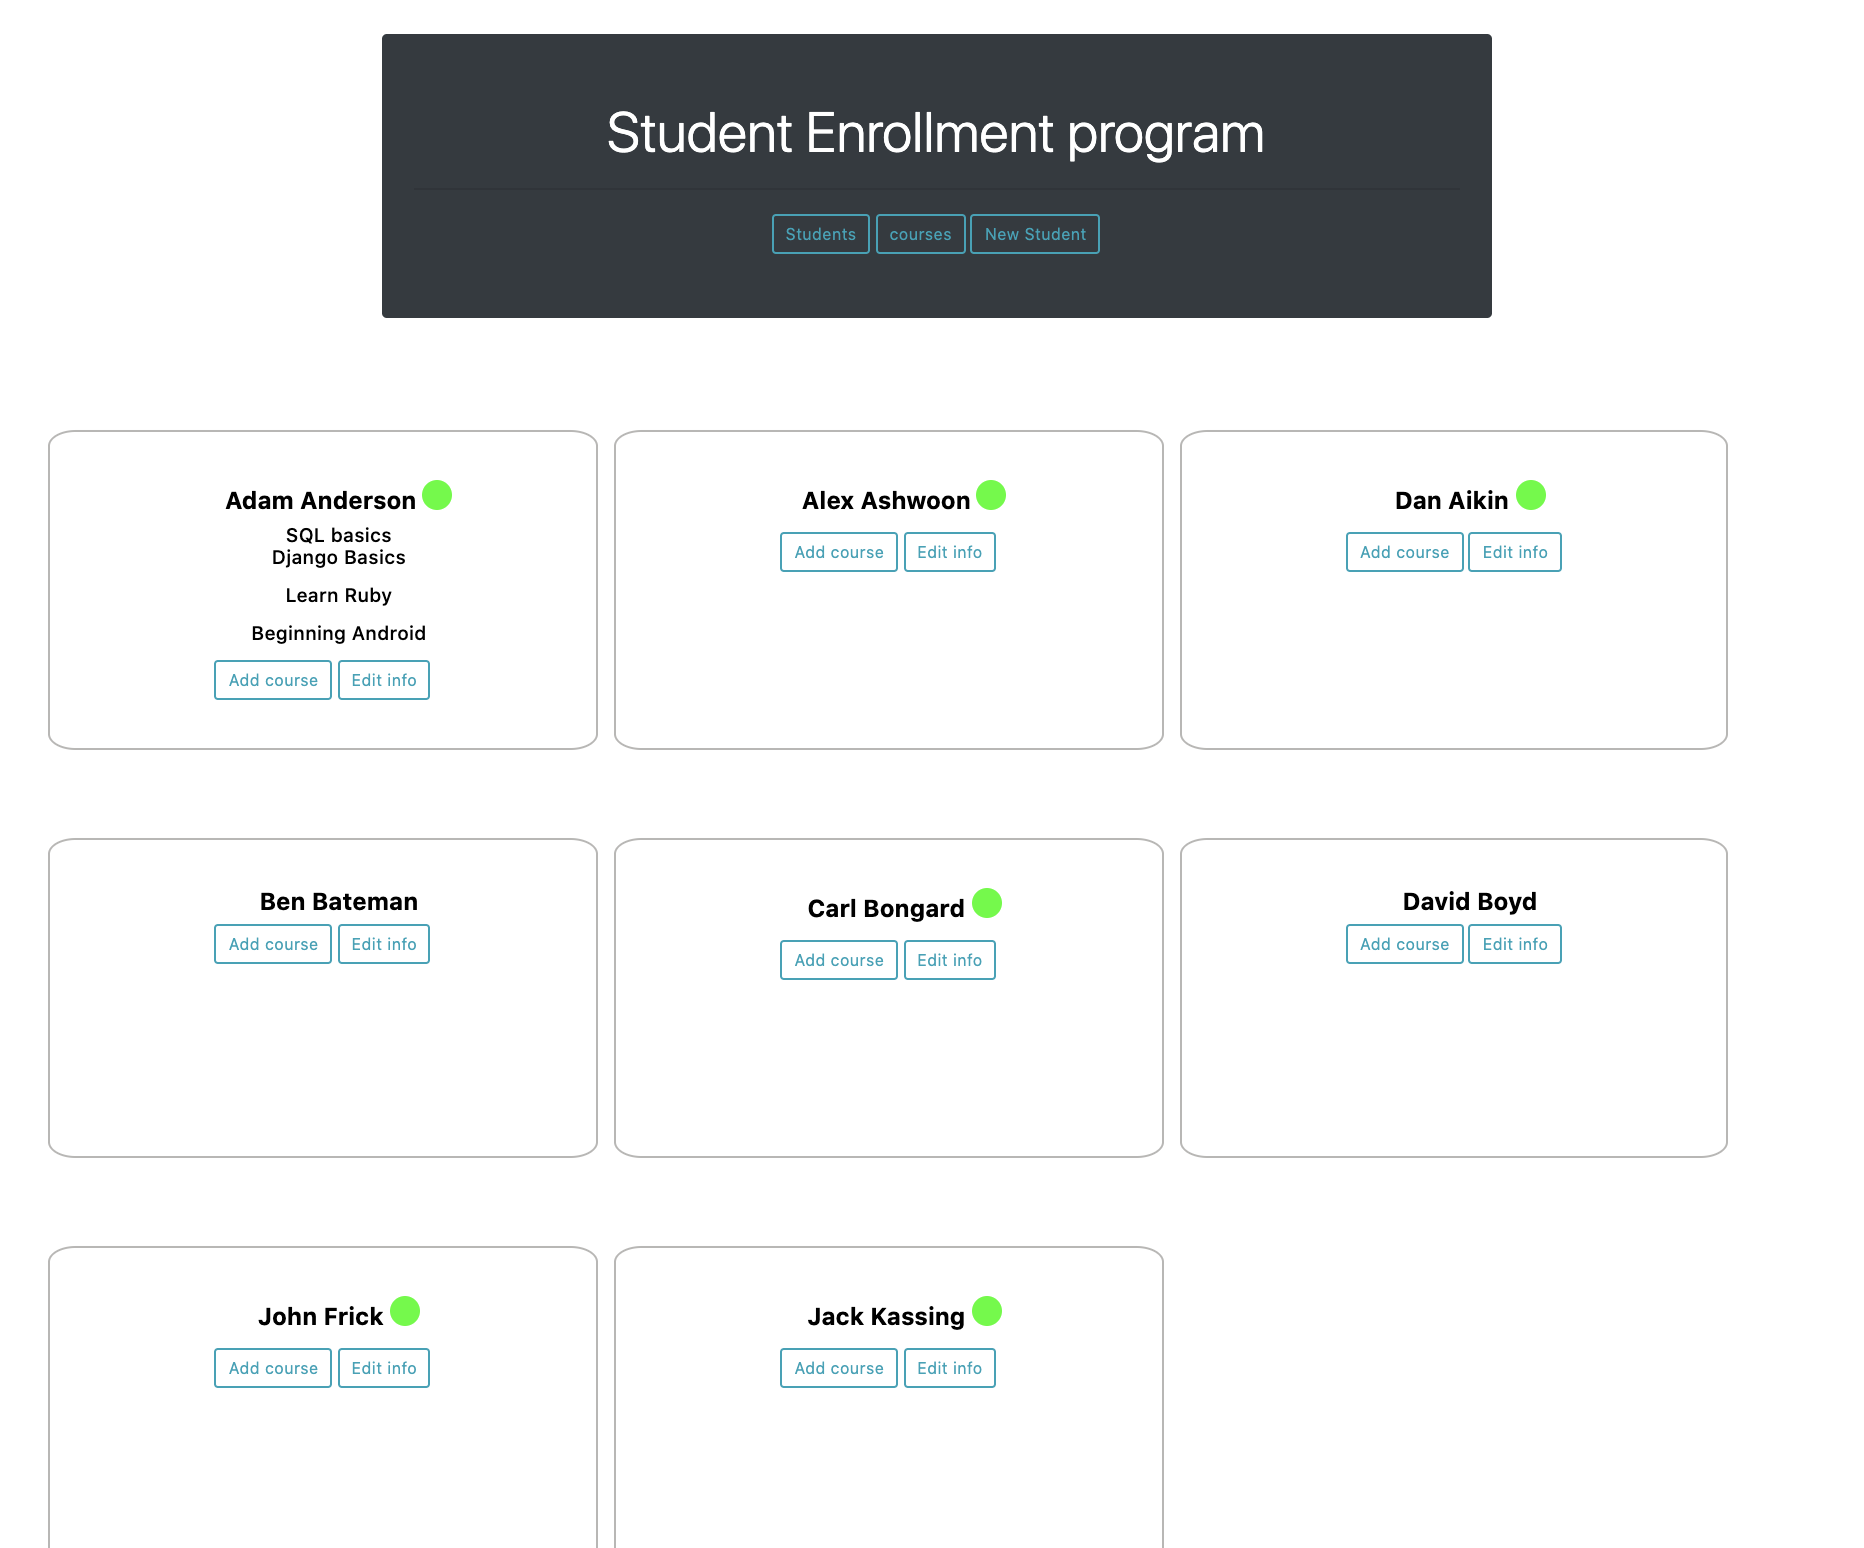 Student Enrollment program
Students courses New Student
Adam Anderson
SQL basics
Django Basics
Learn Ruby
Beginning Android
Add course Edit info
Alex Ashwoon
Add course Edit info
Dan Aikin
Add course Edit info
Ben Bateman
Add course Edit info
Carl Bongard
Add course Edit info
David Boyd
Add course Edit info
John Frick
Add course Edit info
Jack Kassing
Add course Edit info